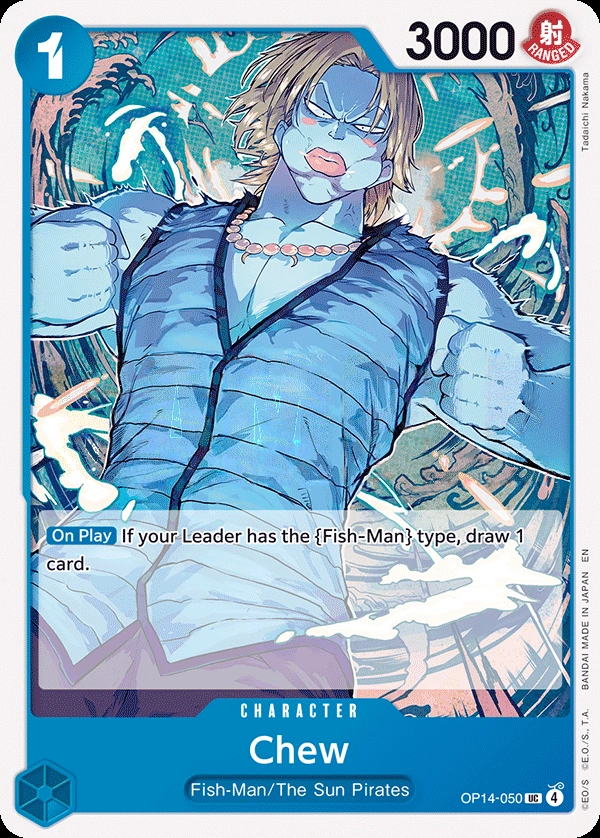 1
3000
射
RANGED
Tadaichi Nakama
On Play If your Leader has the {Fish-Man} type, draw 1
card.
CHARACTER
Chew
Fish-Man/The Sun Pirates
OP14-050 UC 4
©E.O/S ©E.O./S., T.A. BANDAI MADE IN JAPAN EN